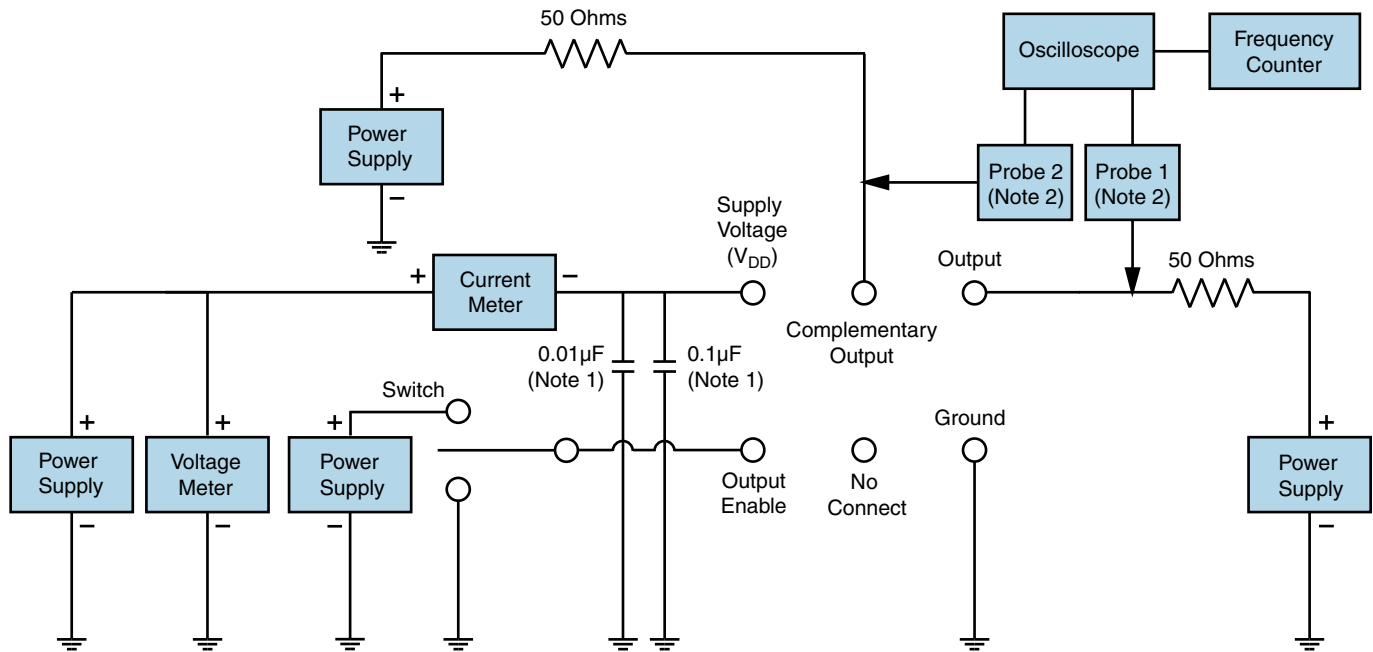 50 Ohms
Oscilloscope
Frequency
Counter
+
Power
Supply
−
Probe 2
(Note 2)
Probe 1
(Note 2)
Supply
Voltage
(V_DD)
Output
50 Ohms
+
Current
Meter
−
Complementary
Output
0.01µF
(Note 1)
0.1µF
(Note 1)
Switch
+
Power
Supply
−
+
Voltage
Meter
−
+
Power
Supply
−
Output
Enable
No
Connect
Ground
+
Power
Supply
−